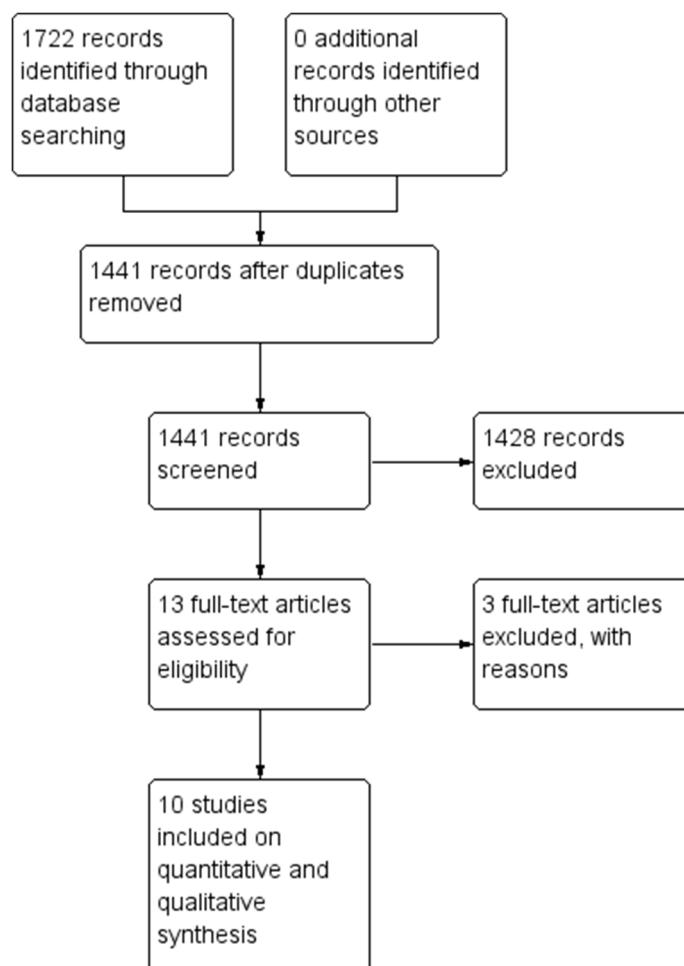 1722 records
identified through
database
searching
0 additional
records identified
through other
sources
1441 records after duplicates
removed
1441 records
screened
1428 records
excluded
13 full-text articles
assessed for
eligibility
3 full-text articles
excluded, with
reasons
10 studies
included on
quantitative and
qualitative
synthesis